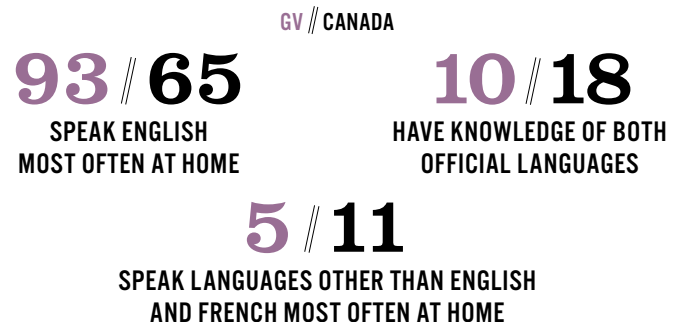 GV // CANADA
93 // 65
SPEAK ENGLISH
MOST OFTEN AT HOME
10 // 18
HAVE KNOWLEDGE OF BOTH
OFFICIAL LANGUAGES
5 // 11
SPEAK LANGUAGES OTHER THAN ENGLISH
AND FRENCH MOST OFTEN AT HOME